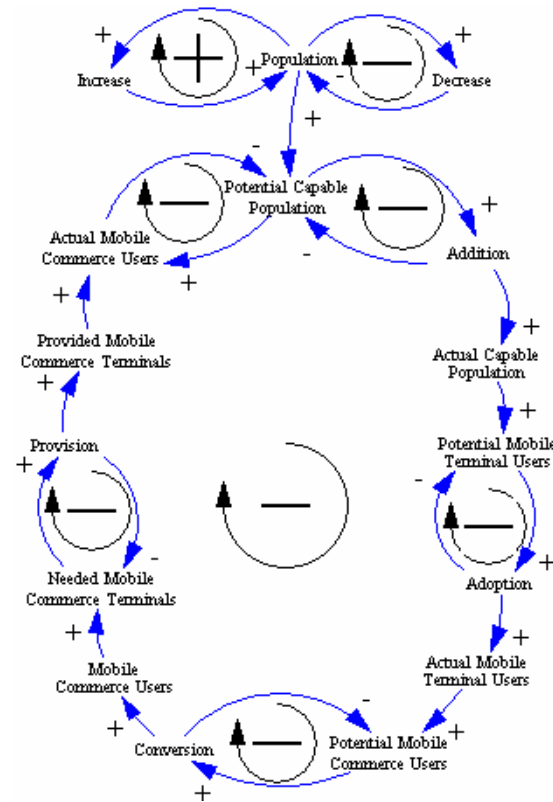 +
+
Increase
+
Population
-
Decrease
+
-
Potential Capable
Population
+
Actual Mobile
Commerce Users
+
-
Addition
+
Provided Mobile
Commerce Terminals
+
Actual Capable
Population
+
+
Provision
+
Potential Mobile
Terminal Users
-
-
Needed Mobile
Commerce Terminals
+
Adoption
+
Mobile
Commerce Users
+
Actual Mobile
Terminal Users
-
+
Conversion
+
Potential Mobile
Commerce Users
+